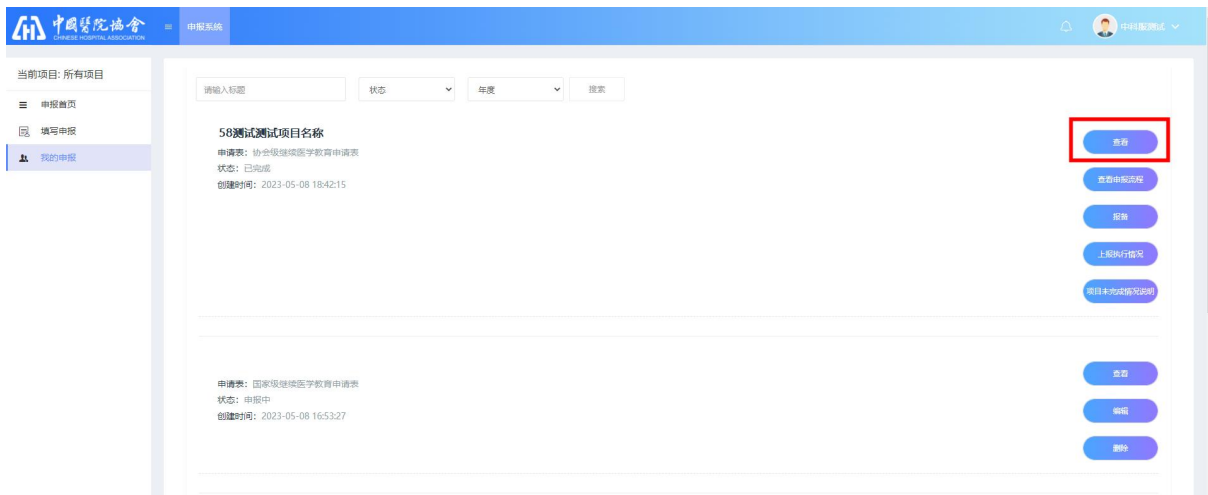 中國醫院協會
CHINESE HOSPITAL ASSOCIATION
申报系统
中科服测试
当前项目: 所有项目
申报首页
填写申报
我的申报
请输入标题
状态
年度
搜索
58测试测试项目名称
申请表：协会级继续医学教育申请表
状态：已完成
创建时间：2023-05-08 18:42:15
查看
查看申报流程
报备
上报执行情况
项目未完成情况说明
申请表：国家级继续医学教育申请表
状态：申报中
创建时间：2023-05-08 16:53:27
查看
编辑
删除